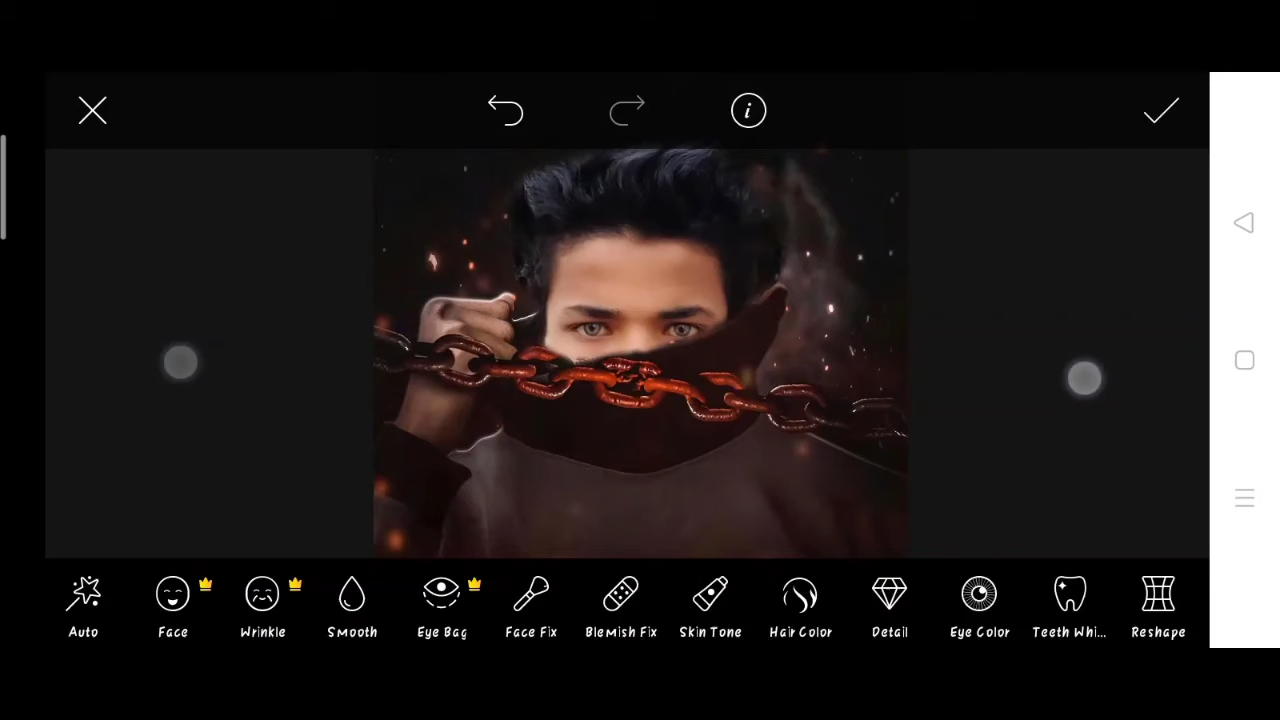 Auto
Face
Wrinkle
Smooth
Eye Bag
Face Fix
Blemish Fix
Skin Tone
Hair Color
Detail
Eye Color
Teeth Whi...
Reshape